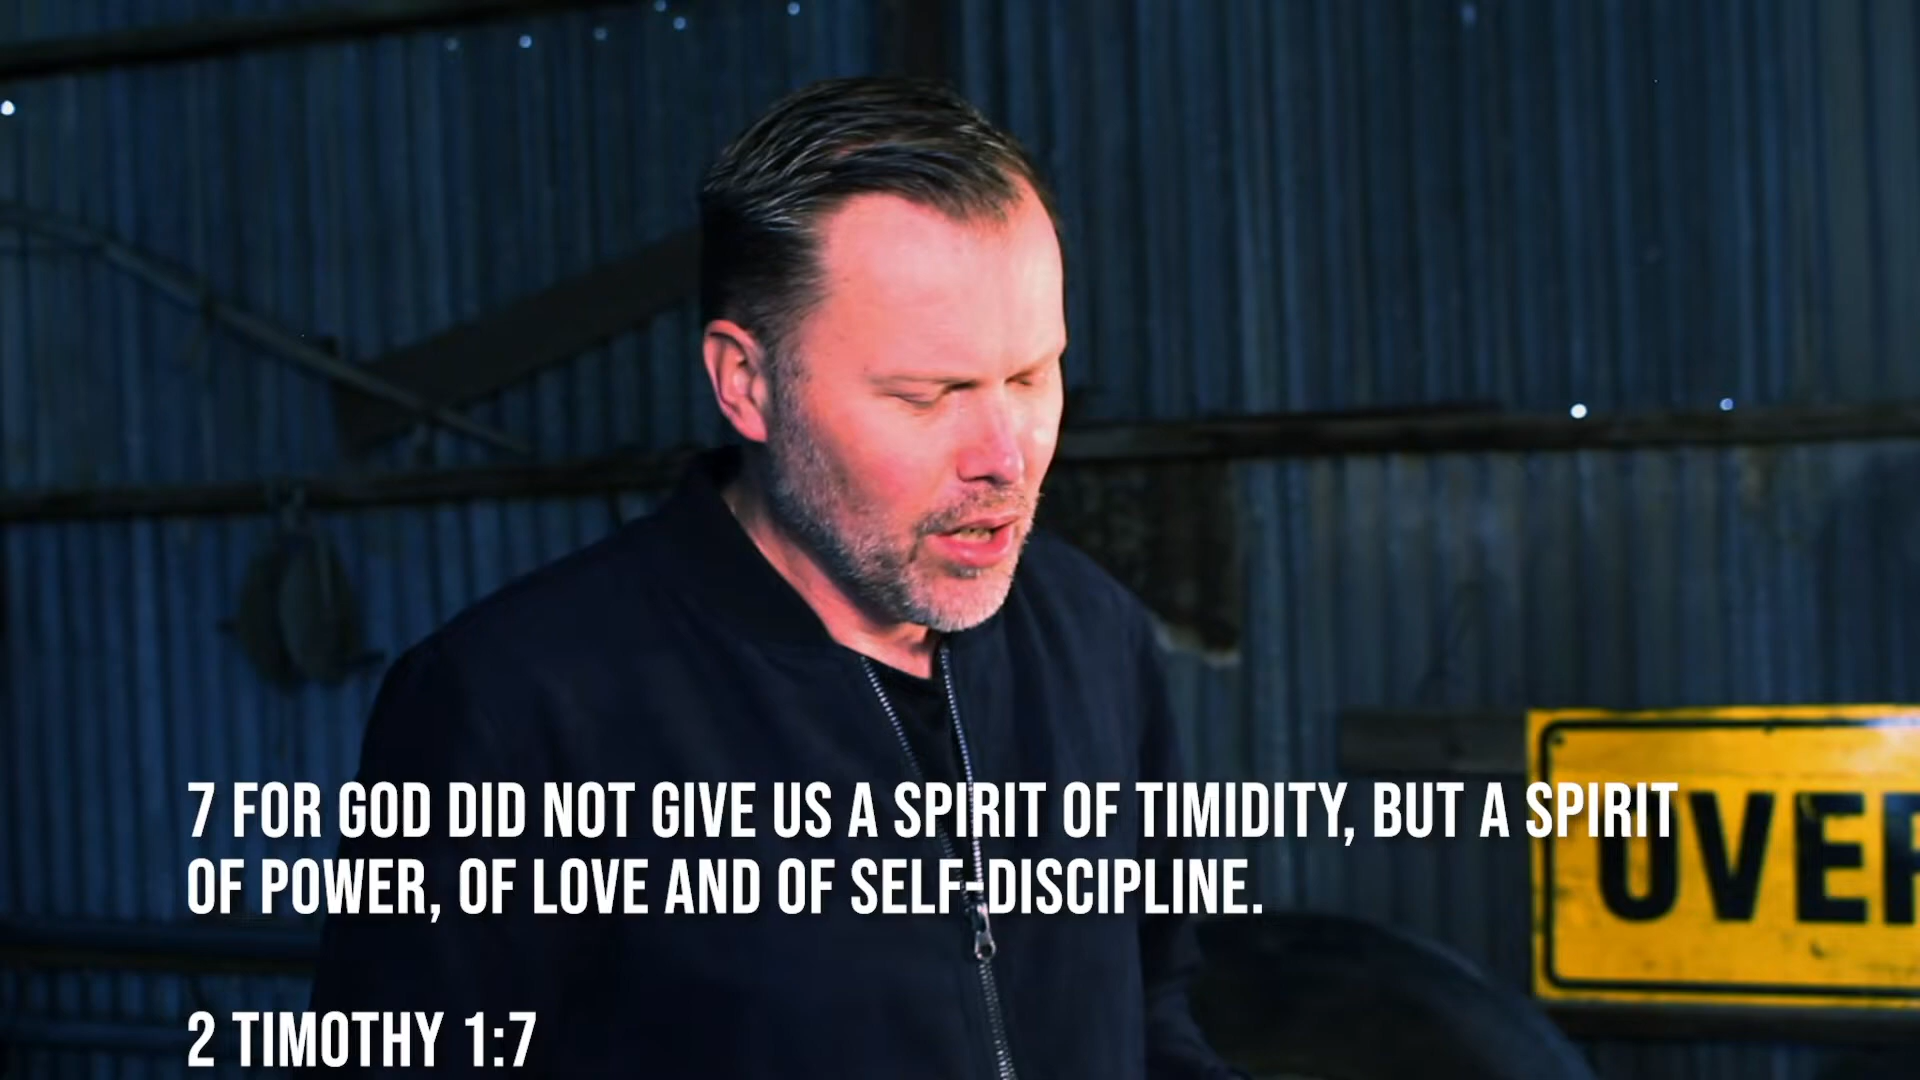 7 FOR GOD DID NOT GIVE US A SPIRIT OF TIMIDITY, BUT A SPIRIT
OF POWER, OF LOVE AND OF SELF-DISCIPLINE.
2 TIMOTHY 1:7